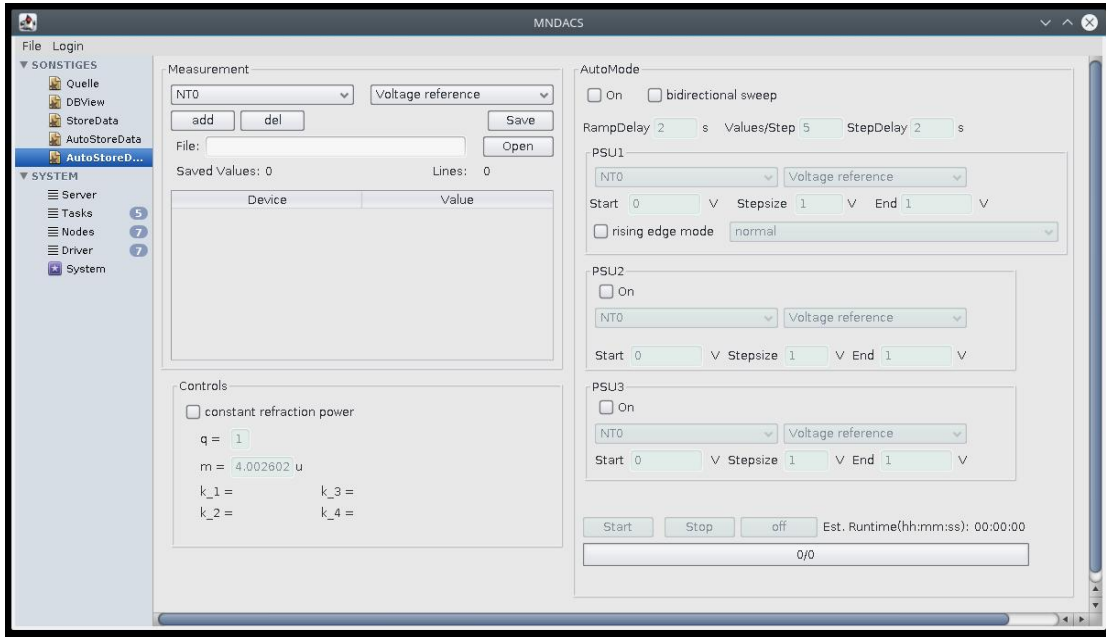 MNDACS
File Login
SONSTIGES
Quelle
DBView
StoreData
AutoStoreData
AutoStoreD...
SYSTEM
Server
Tasks 5
Nodes 7
Driver 7
System
Measurement
NT0 Voltage reference
add del Save
File: Open
Saved Values: 0 Lines: 0
Device Value
Controls
constant refraction power
q = 1
m = 4.002602 u
k_1 = k_3 =
k_2 = k_4 =
AutoMode
On bidirectional sweep
RampDelay 2 s Values/Step 5 StepDelay 2 s
PSU1
NT0 Voltage reference
Start 0 V Stepsize 1 V End 1 V
rising edge mode normal
PSU2
On
NT0 Voltage reference
Start 0 V Stepsize 1 V End 1 V
PSU3
On
NT0 Voltage reference
Start 0 V Stepsize 1 V End 1 V
Start Stop off Est. Runtime(hh:mm:ss): 00:00:00
0/0